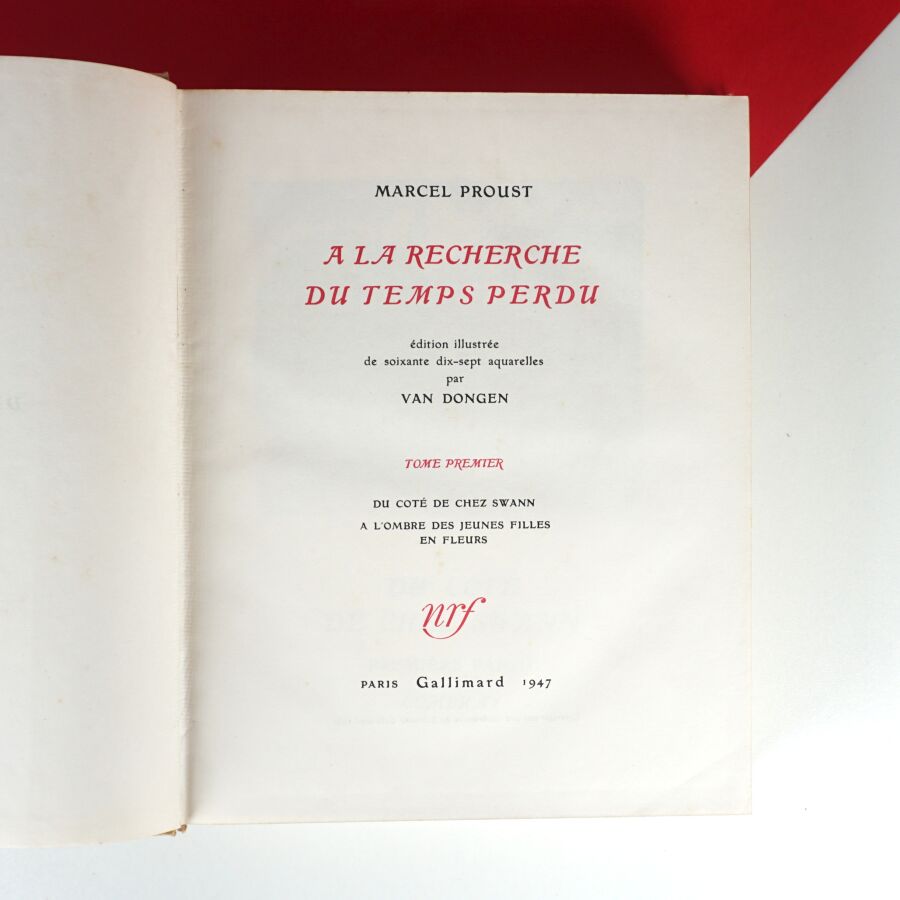 MARCEL PROUST
A LA RECHERCHE
DU TEMPS PERDU
édition illustrée
de soixante dix-sept aquarelles
par
VAN DONGEN
TOME PREMIER
DU COTÉ DE CHEZ SWANN
A L'OMBRE DES JEUNES FILLES
EN FLEURS
nrf
PARIS Gallimard 1947